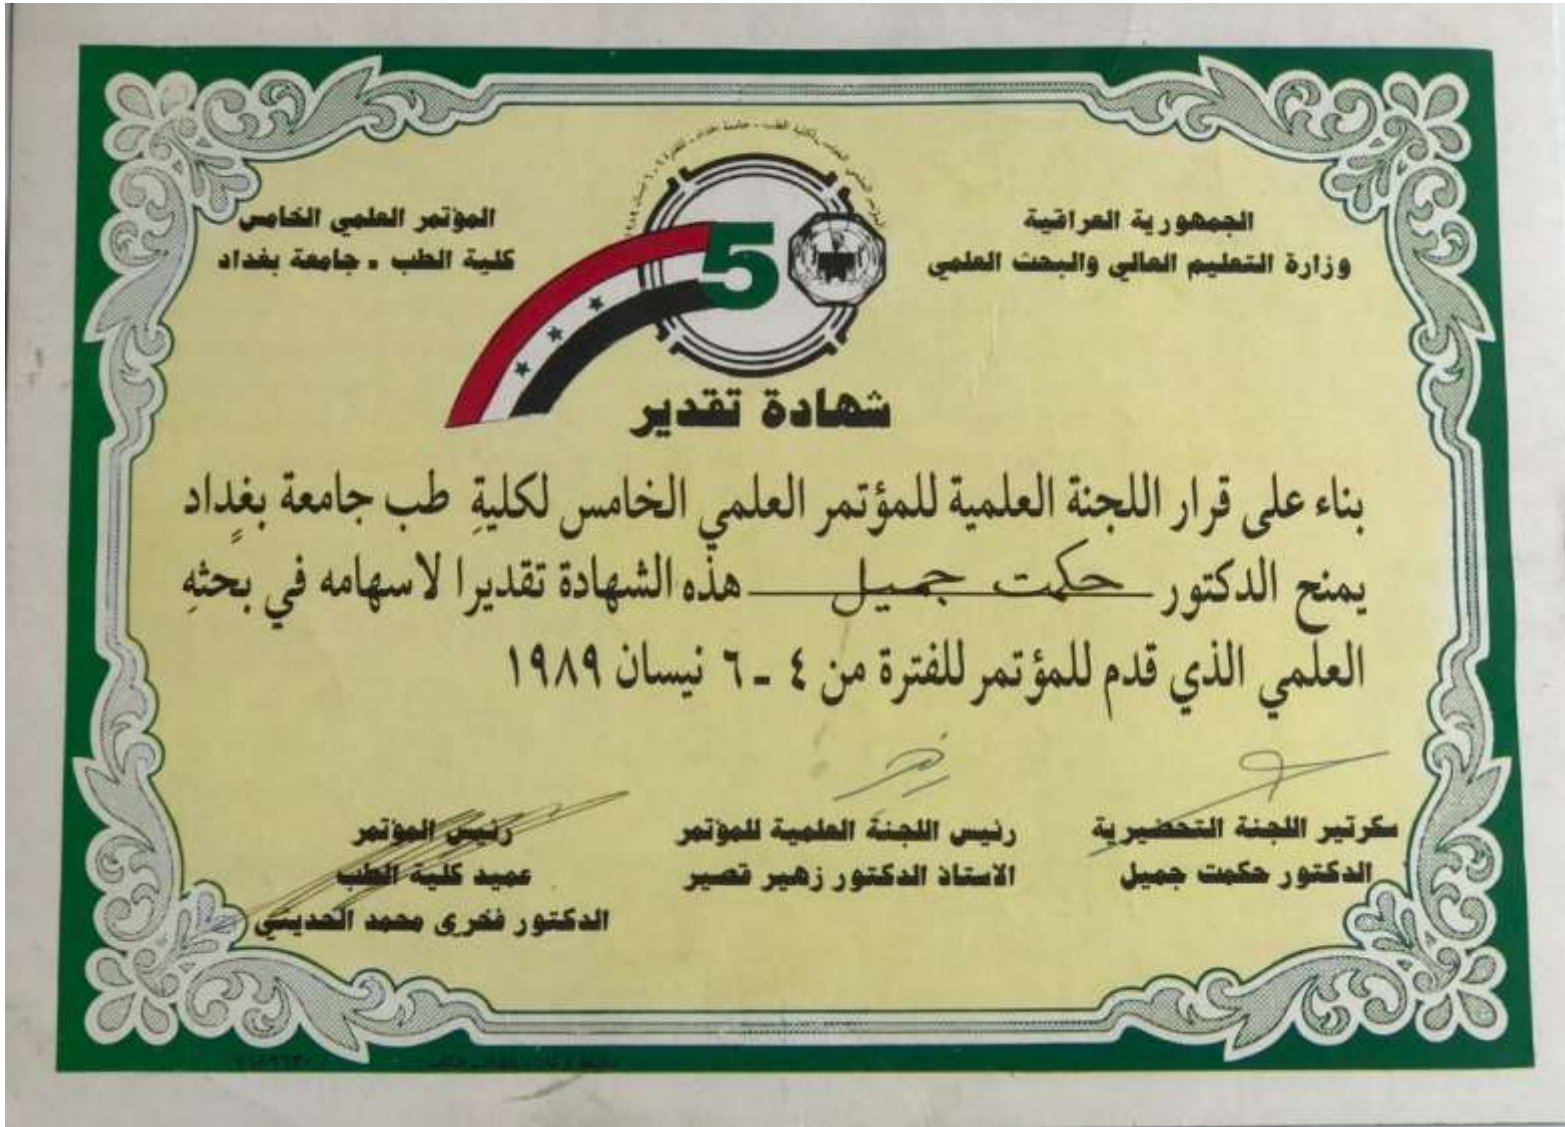 الجمهورية العراقية
وزارة التعليم العالي والبحث العلمي
المؤتمر العلمي الخامس
كلية الطب - جامعة بغداد
5
شهادة تقدير
بناء على قرار اللجنة العلمية للمؤتمر العلمي الخامس لكلية طب جامعة بغداد
يمنح الدكتور حكمت جميل هذه الشهادة تقديرا لاسهامه في بحثه
العلمي الذي قدم للمؤتمر للفترة من ٤ - ٦ نيسان ١٩٨٩
سكرتير اللجنة التحضيرية
الدكتور حكمت جميل
رئيس اللجنة العلمية للمؤتمر
الاستاذ الدكتور زهير قصير
رئيس المؤتمر
عميد كلية الطب
الدكتور فخرى محمد الحديثي